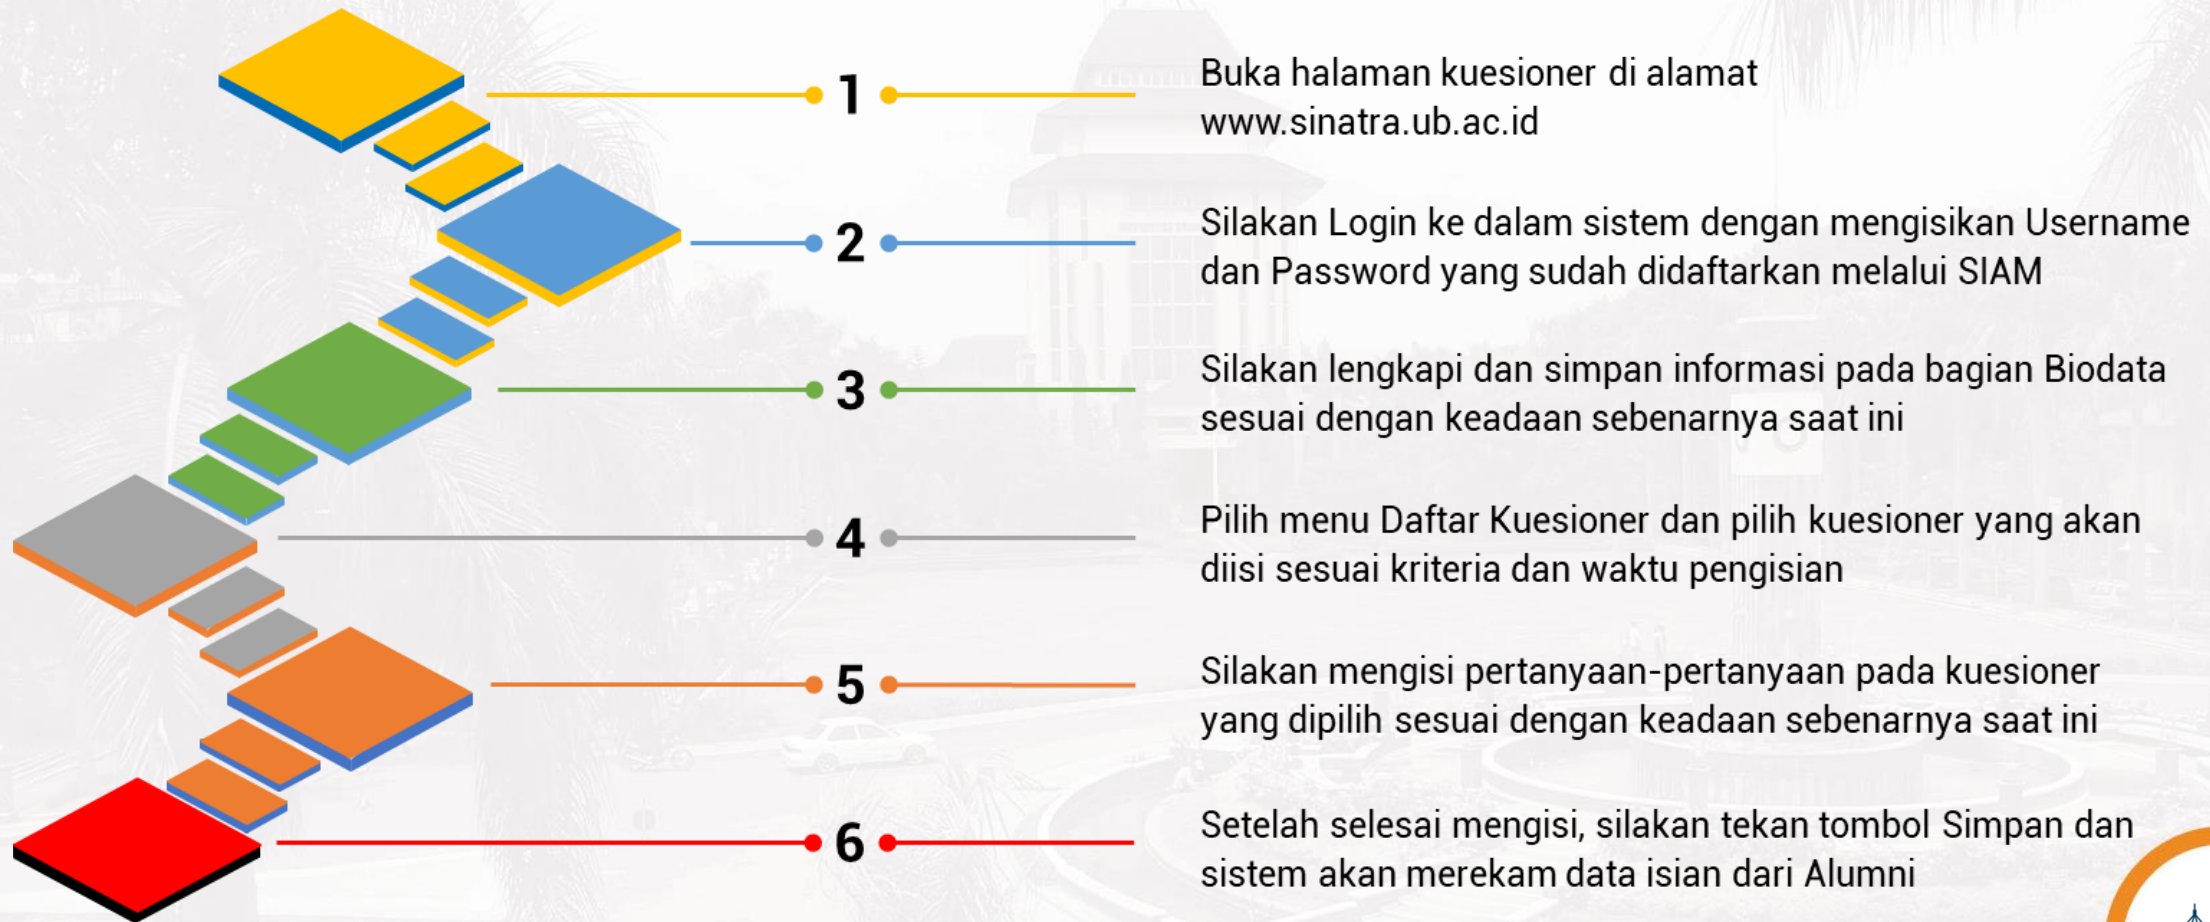 1
Buka halaman kuesioner di alamat
www.sinatra.ub.ac.id
2
Silakan Login ke dalam sistem dengan mengisikan Username
dan Password yang sudah didaftarkan melalui SIAM
3
Silakan lengkapi dan simpan informasi pada bagian Biodata
sesuai dengan keadaan sebenarnya saat ini
4
Pilih menu Daftar Kuesioner dan pilih kuesioner yang akan
diisi sesuai kriteria dan waktu pengisian
5
Silakan mengisi pertanyaan-pertanyaan pada kuesioner
yang dipilih sesuai dengan keadaan sebenarnya saat ini
6
Setelah selesai mengisi, silakan tekan tombol Simpan dan
sistem akan merekam data isian dari Alumni